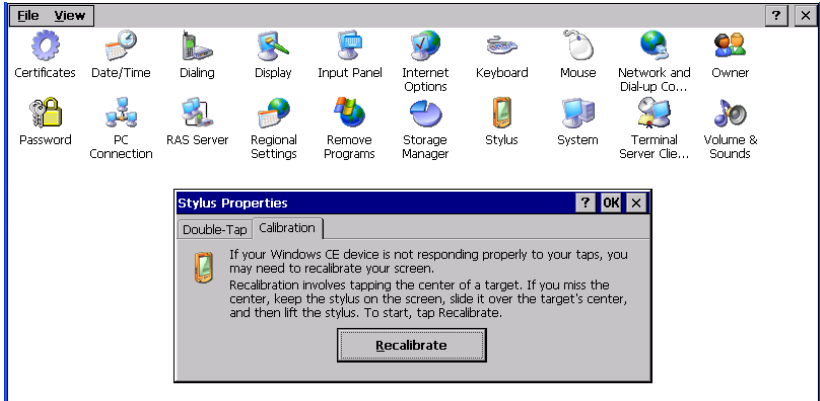 File View ? ×
Certificates Date/Time Dialing Display Input Panel Internet Options Keyboard Mouse Network and Dial-up Co... Owner
Password PC Connection RAS Server Regional Settings Remove Programs Storage Manager Stylus System Terminal Server Clie... Volume & Sounds
Stylus Properties ? OK ×
Double-Tap Calibration
If your Windows CE device is not responding properly to your taps, you
may need to recalibrate your screen.
Recalibration involves tapping the center of a target. If you miss the
center, keep the stylus on the screen, slide it over the target's center,
and then lift the stylus. To start, tap Recalibrate.
Recalibrate